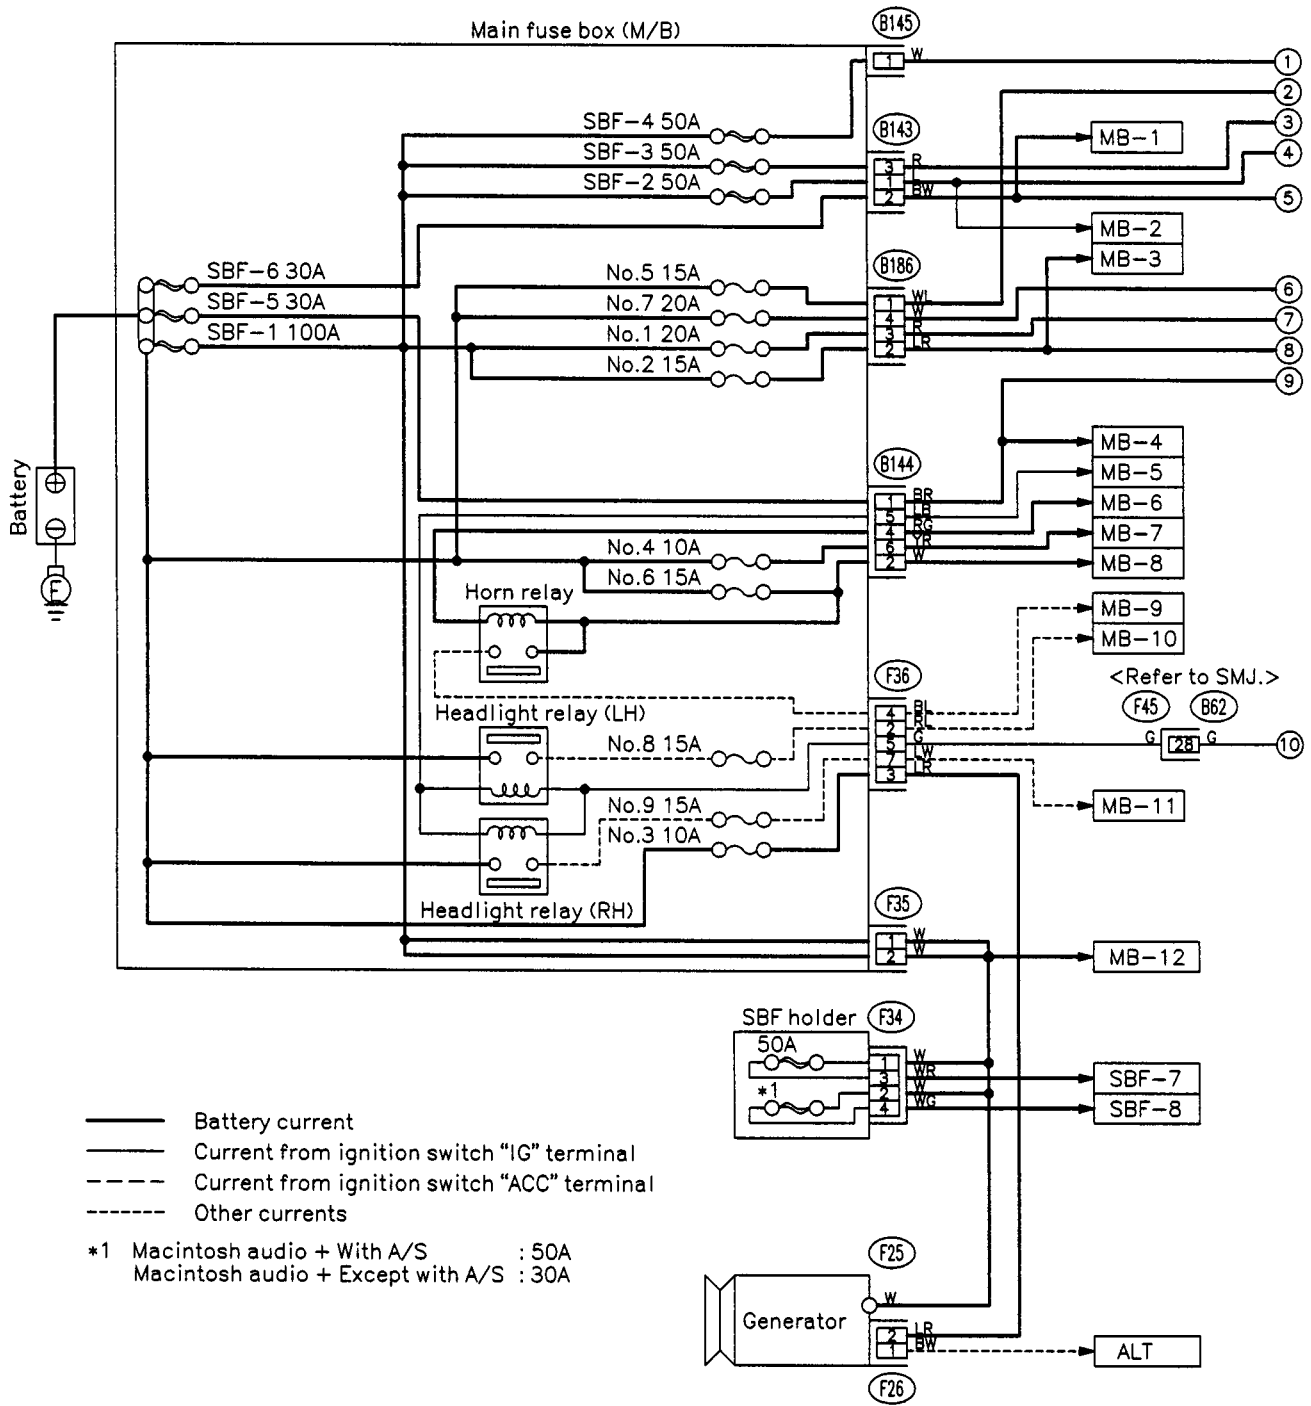 Main fuse box (M/B)
B145
1 W
1
2
SBF-4 50A
B143
MB-1
3
SBF-3 50A
3 R
4
SBF-2 50A
1 L
2 BW
5
MB-2
MB-3
B186
SBF-6 30A
No.5 15A
1 WL
6
SBF-5 30A
No.7 20A
4 W
7
SBF-1 100A
No.1 20A
3 R
No.2 15A
2 LR
8
9
MB-4
B144
MB-5
Battery
1 BR
MB-6
5 LB
4 RG
MB-7
No.4 10A
6 YR
2 W
MB-8
No.6 15A
E
Horn relay
MB-9
MB-10
F36
<Refer to SMJ.>
F45 B62
Headlight relay (LH)
4 BL
2 RL
No.8 15A
5 G
G 28 G
10
7 LW
3 LR
No.9 15A
MB-11
No.3 10A
Headlight relay (RH)
F35
1 W
2 W
MB-12
SBF holder F34
50A
1 W
3 WR
SBF-7
*1
2 W
4 WG
SBF-8
Battery current
Current from ignition switch "IG" terminal
Current from ignition switch "ACC" terminal
Other currents
*1 Macintosh audio + With A/S : 50A
Macintosh audio + Except with A/S : 30A
F25
W
Generator
2 LR
1 BW
ALT
F26